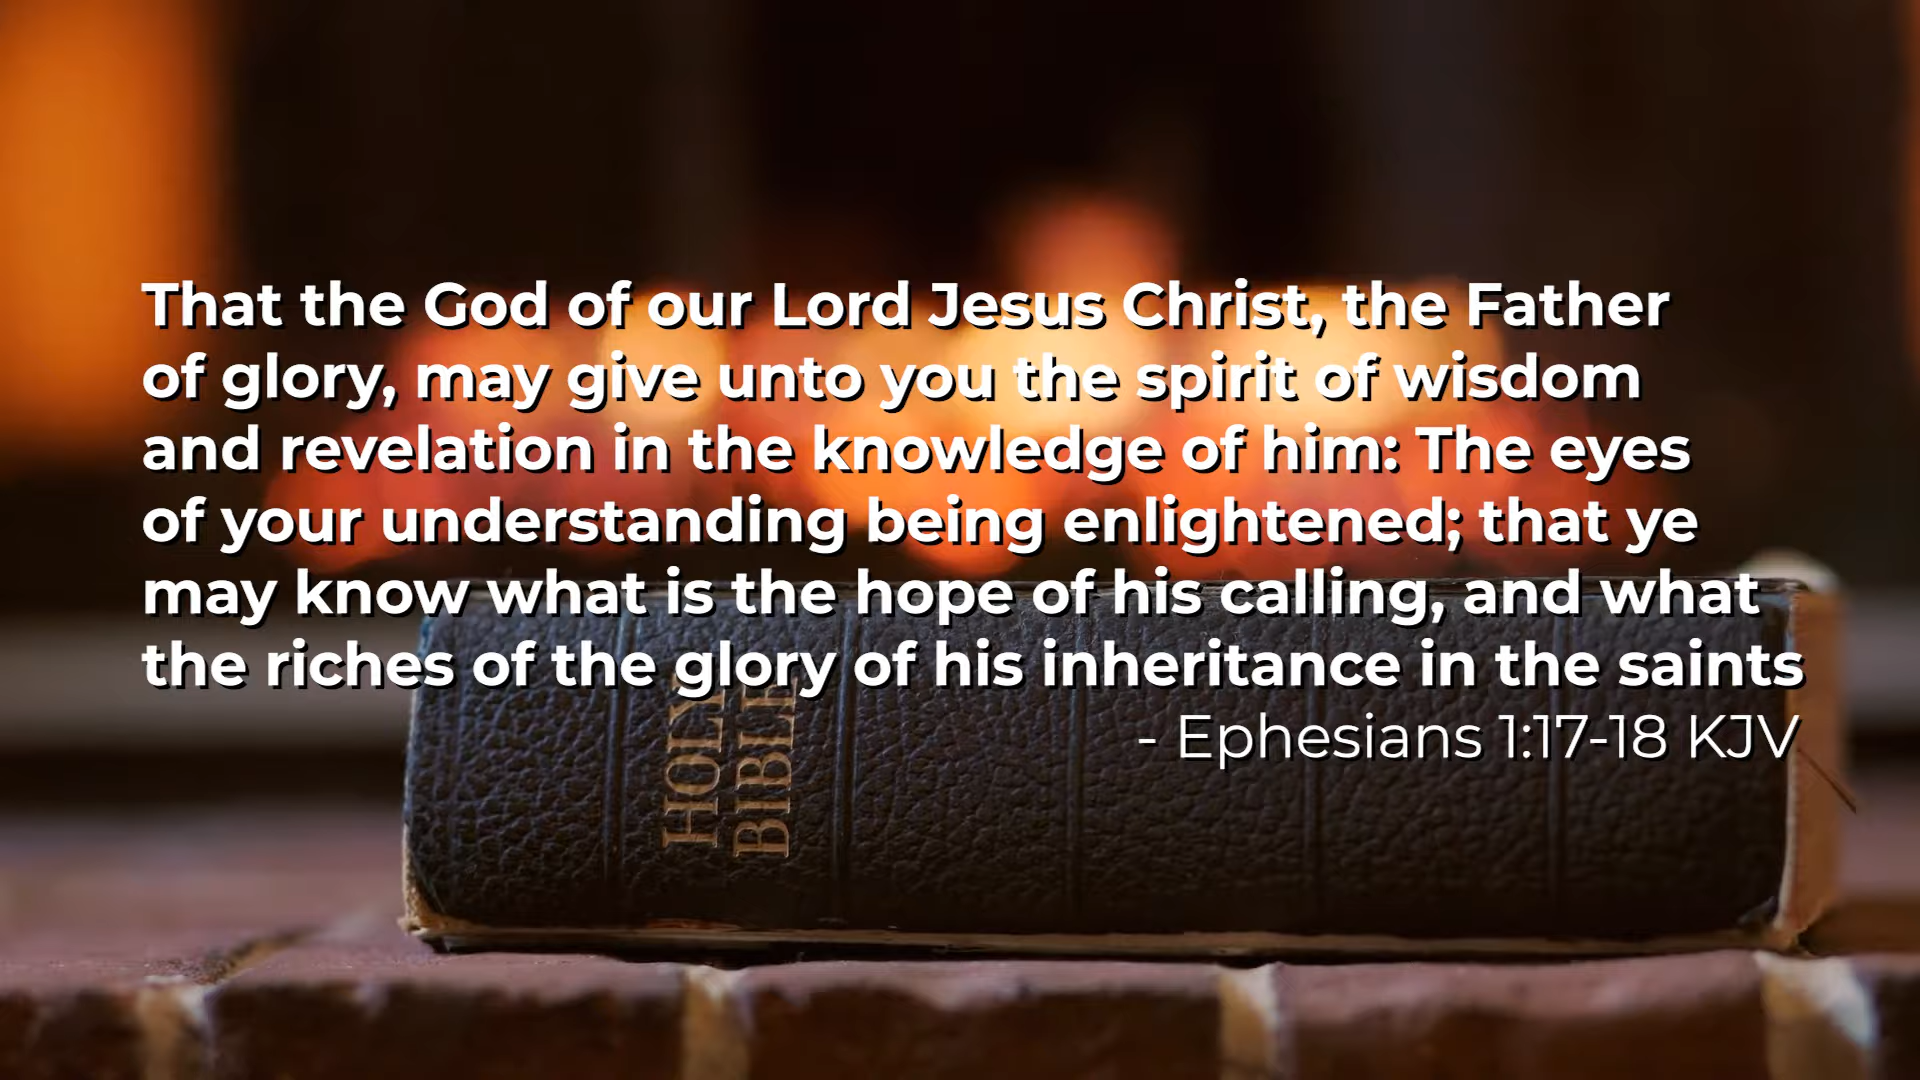 That the God of our Lord Jesus Christ, the Father
of glory, may give unto you the spirit of wisdom
and revelation in the knowledge of him: The eyes
of your understanding being enlightened; that ye
may know what is the hope of his calling, and what
the riches of the glory of his inheritance in the saints
- Ephesians 1:17-18 KJV
HOLY
BIBLE